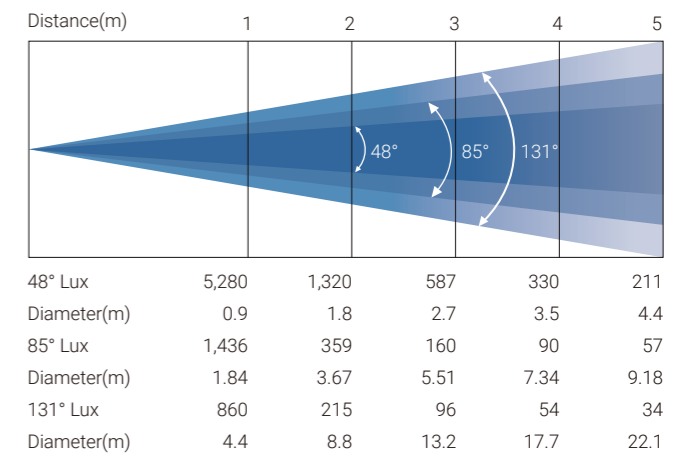 Distance(m) 1 2 3 4 5
48° 85° 131°
48° Lux 5,280 1,320 587 330 211
Diameter(m) 0.9 1.8 2.7 3.5 4.4
85° Lux 1,436 359 160 90 57
Diameter(m) 1.84 3.67 5.51 7.34 9.18
131° Lux 860 215 96 54 34
Diameter(m) 4.4 8.8 13.2 17.7 22.1